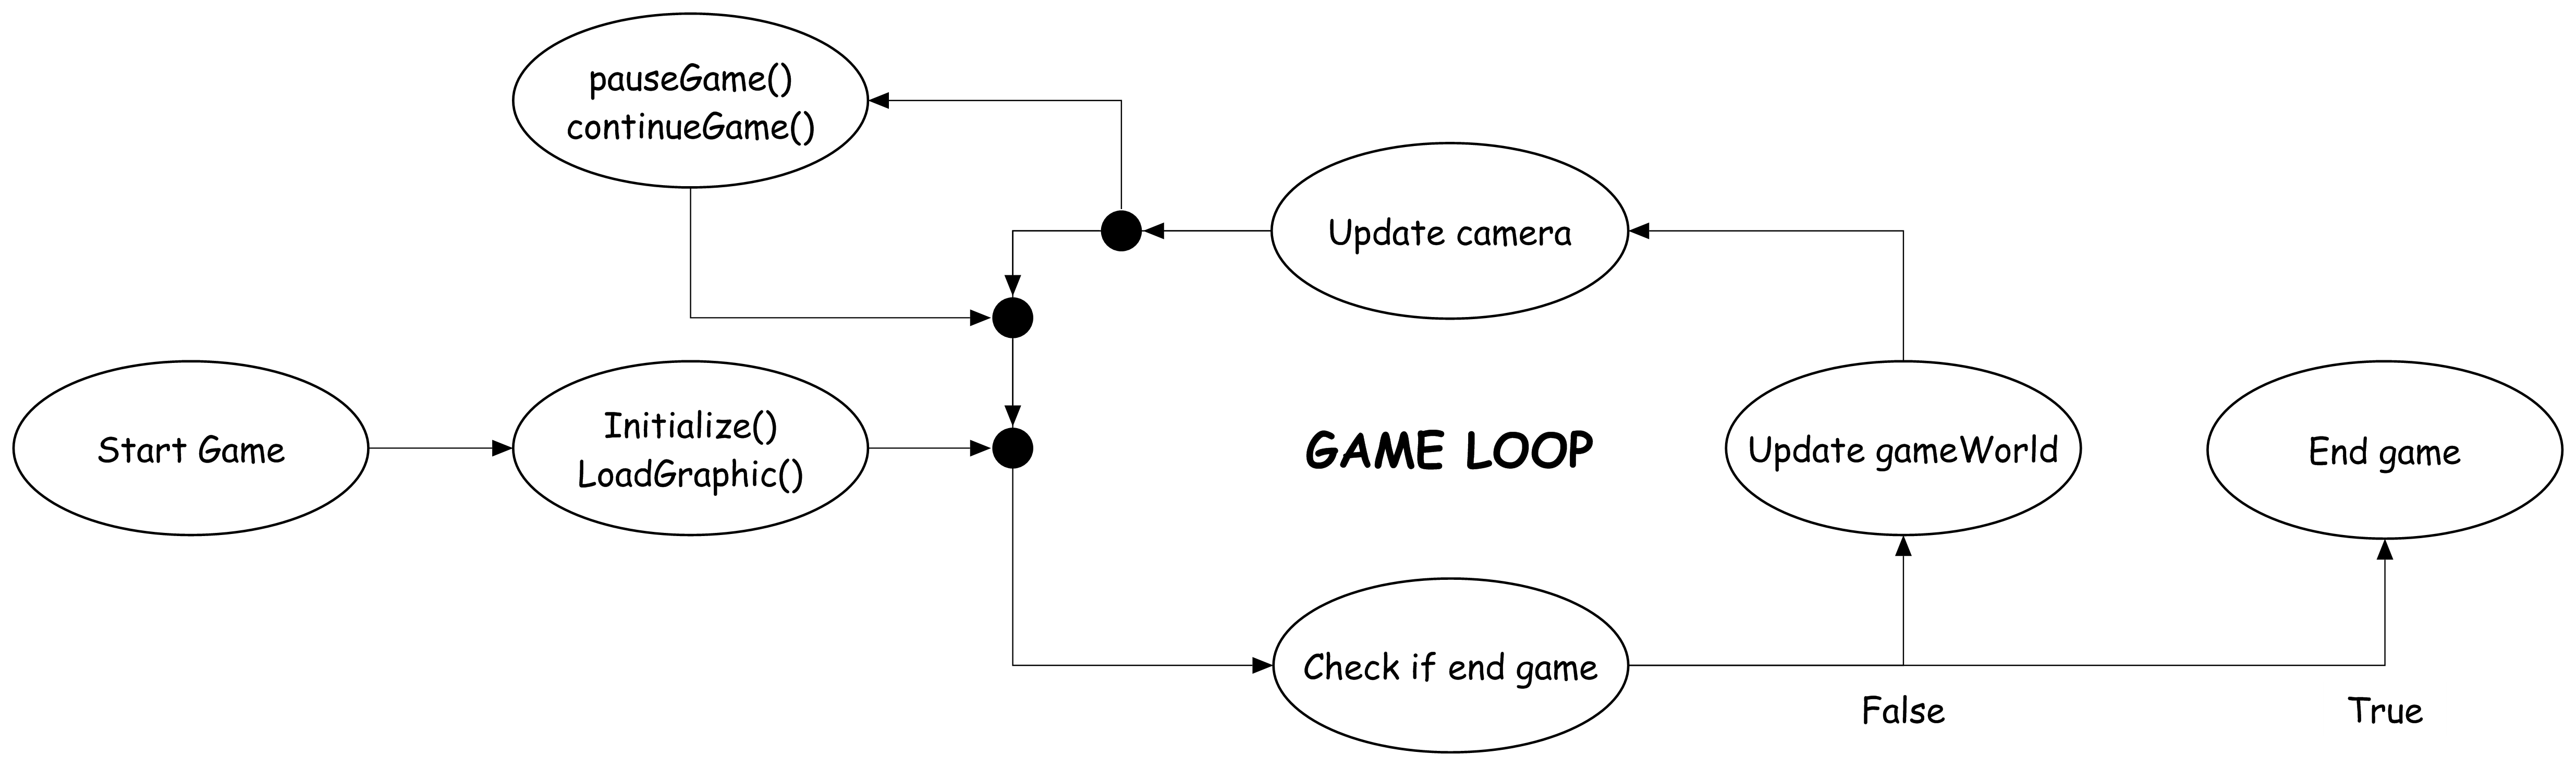 pauseGame()
continueGame()
Update camera
Start Game
Initialize()
LoadGraphic()
GAME LOOP
Update gameWorld
End game
Check if end game
False
True